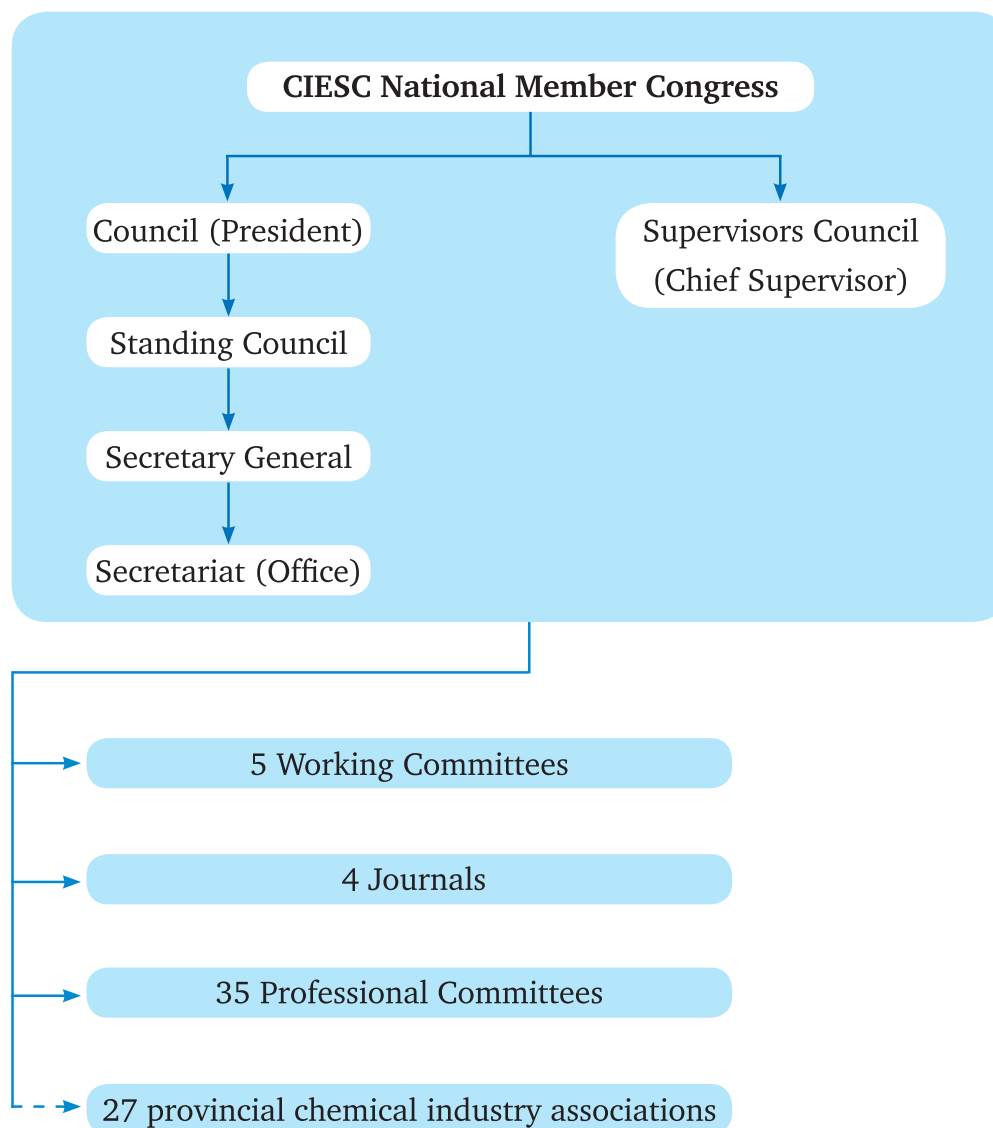 CIESC National Member Congress
Council (President)
Supervisors Council
(Chief Supervisor)
Standing Council
Secretary General
Secretariat (Office)
5 Working Committees
4 Journals
35 Professional Committees
27 provincial chemical industry associations